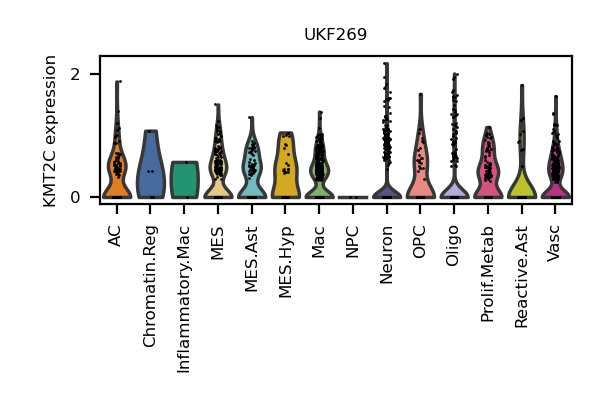 UKF269
KMT2C expression
2
0
AC
Chromatin.Reg
Inflammatory.Mac
MES
MES.Ast
MES.Hyp
Mac
NPC
Neuron
OPC
Oligo
Prolif.Metab
Reactive.Ast
Vasc